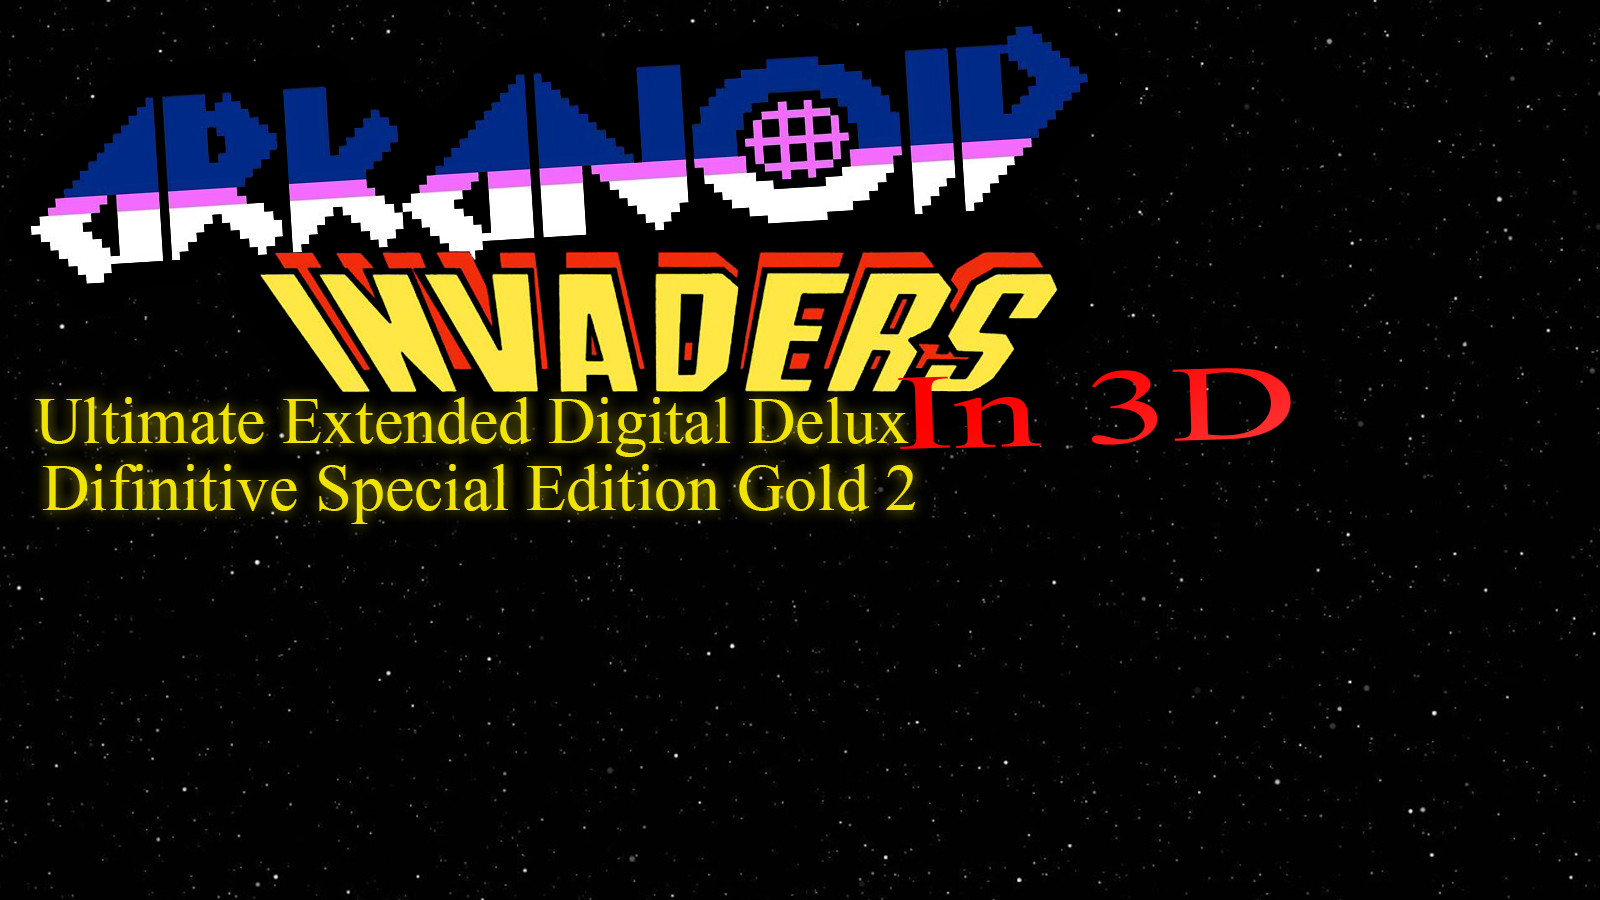 ARKANOID
INVADERS
In 3D
Ultimate Extended Digital Delux
Difinitive Special Edition Gold 2